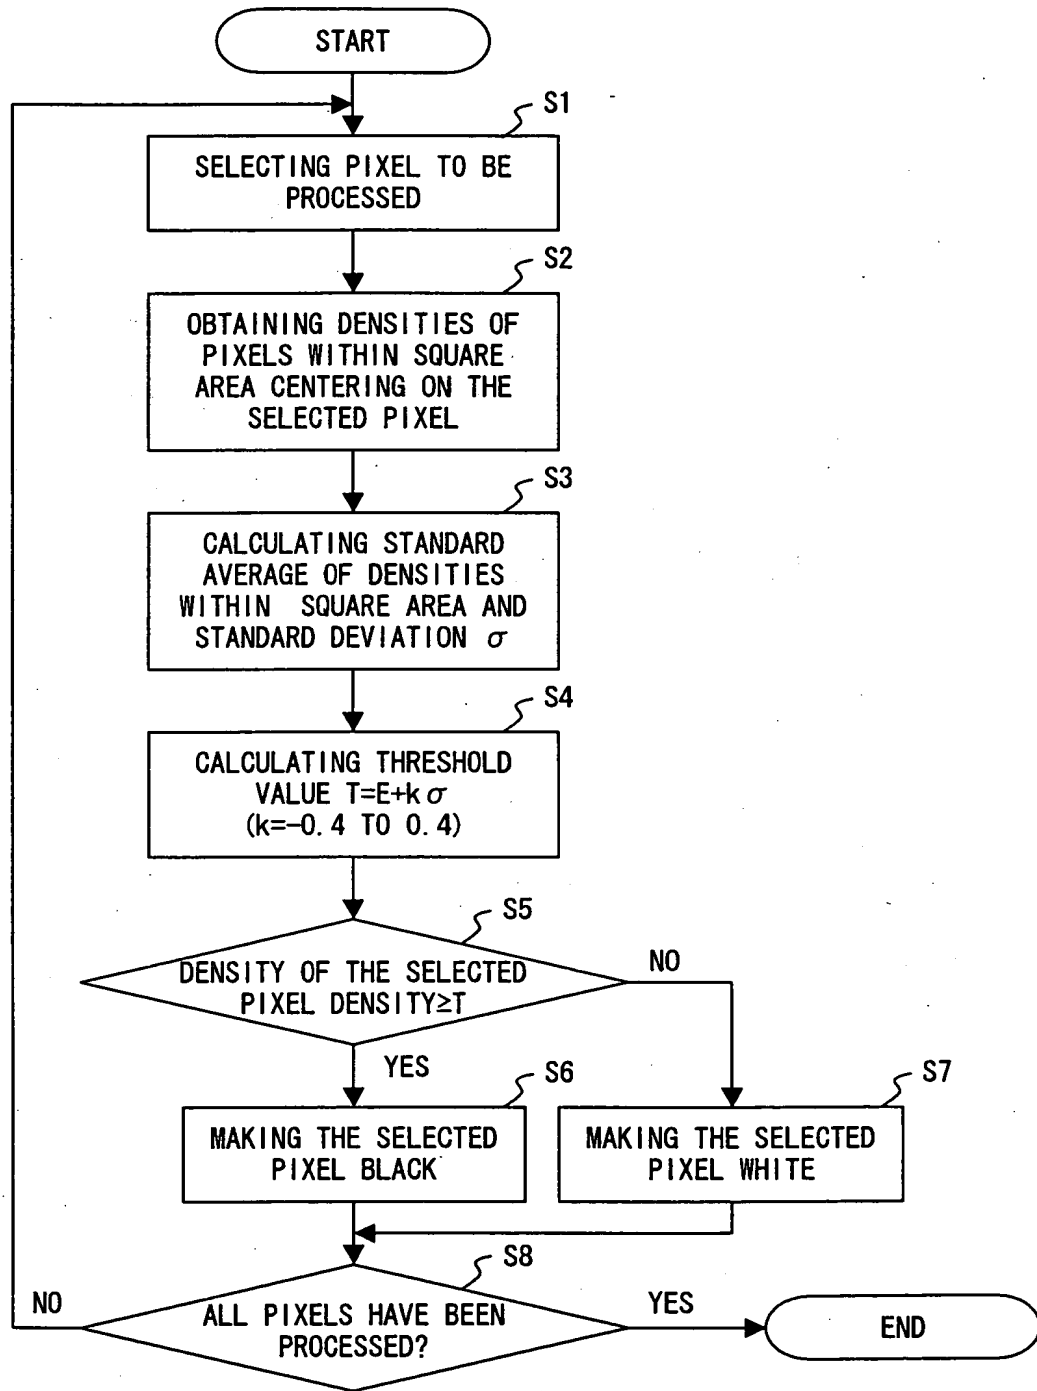 START
S1
SELECTING PIXEL TO BE
PROCESSED
S2
OBTAINING DENSITIES OF
PIXELS WITHIN SQUARE
AREA CENTERING ON THE
SELECTED PIXEL
S3
CALCULATING STANDARD
AVERAGE OF DENSITIES
WITHIN SQUARE AREA AND
STANDARD DEVIATION σ
S4
CALCULATING THRESHOLD
VALUE T=E+kσ
(k=-0.4 TO 0.4)
S5
DENSITY OF THE SELECTED
PIXEL DENSITY≥T
NO
YES
S6
MAKING THE SELECTED
PIXEL BLACK
S7
MAKING THE SELECTED
PIXEL WHITE
S8
ALL PIXELS HAVE BEEN
PROCESSED?
NO
YES
END